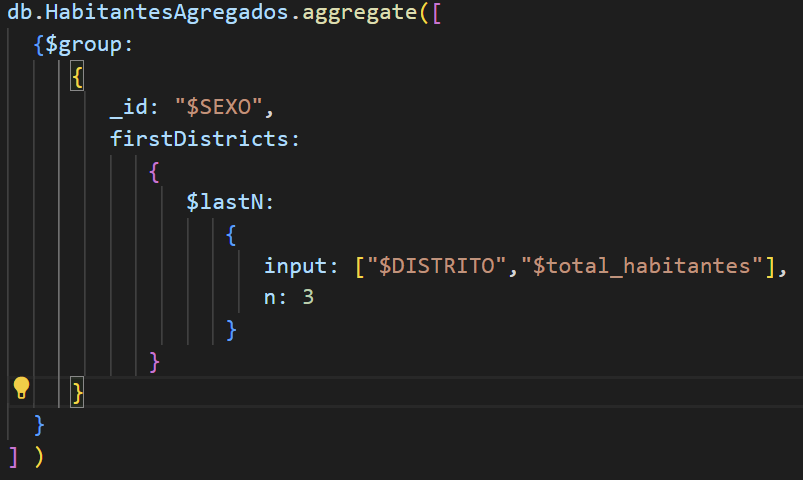 db.HabitantesAgregados.aggregate([
{$group:
{
_id: "$SEXO",
firstDistricts:
{
$lastN:
{
input: ["$DISTRITO","$total_habitantes"],
n: 3
}
}
}
}
] )